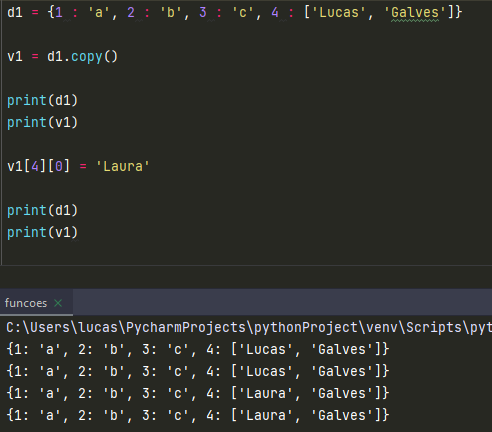 d1 = {1 : 'a', 2 : 'b', 3 : 'c', 4 : ['Lucas', 'Galves']}
v1 = d1.copy()
print(d1)
print(v1)
v1[4][0] = 'Laura'
print(d1)
print(v1)
funcoes ×
C:\Users\lucas\PycharmProjects\pythonProject\venv\Scripts\pyt
{1: 'a', 2: 'b', 3: 'c', 4: ['Lucas', 'Galves']}
{1: 'a', 2: 'b', 3: 'c', 4: ['Lucas', 'Galves']}
{1: 'a', 2: 'b', 3: 'c', 4: ['Laura', 'Galves']}
{1: 'a', 2: 'b', 3: 'c', 4: ['Laura', 'Galves']}